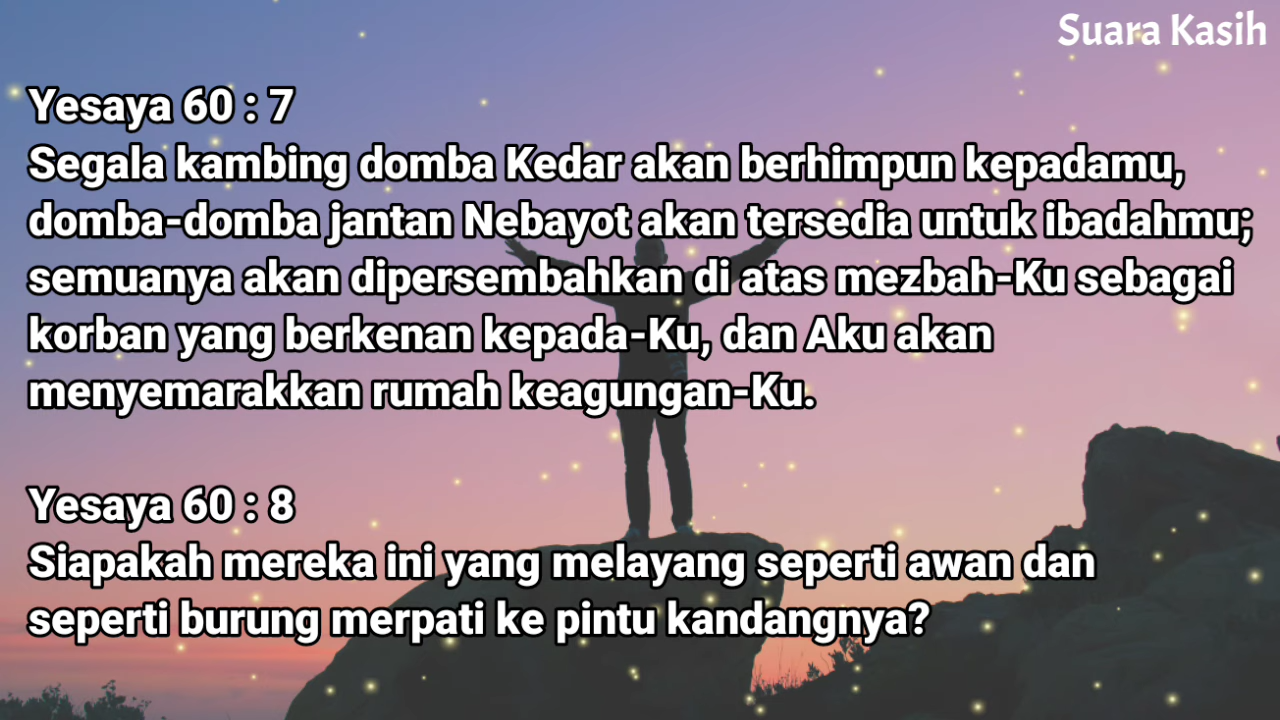 Suara Kasih
Yesaya 60 : 7
Segala kambing domba Kedar akan berhimpun kepadamu,
domba-domba jantan Nebayot akan tersedia untuk ibadahmu;
semuanya akan dipersembahkan di atas mezbah-Ku sebagai
korban yang berkenan kepada-Ku, dan Aku akan
menyemarakkan rumah keagungan-Ku.
Yesaya 60 : 8
Siapakah mereka ini yang melayang seperti awan dan
seperti burung merpati ke pintu kandangnya?